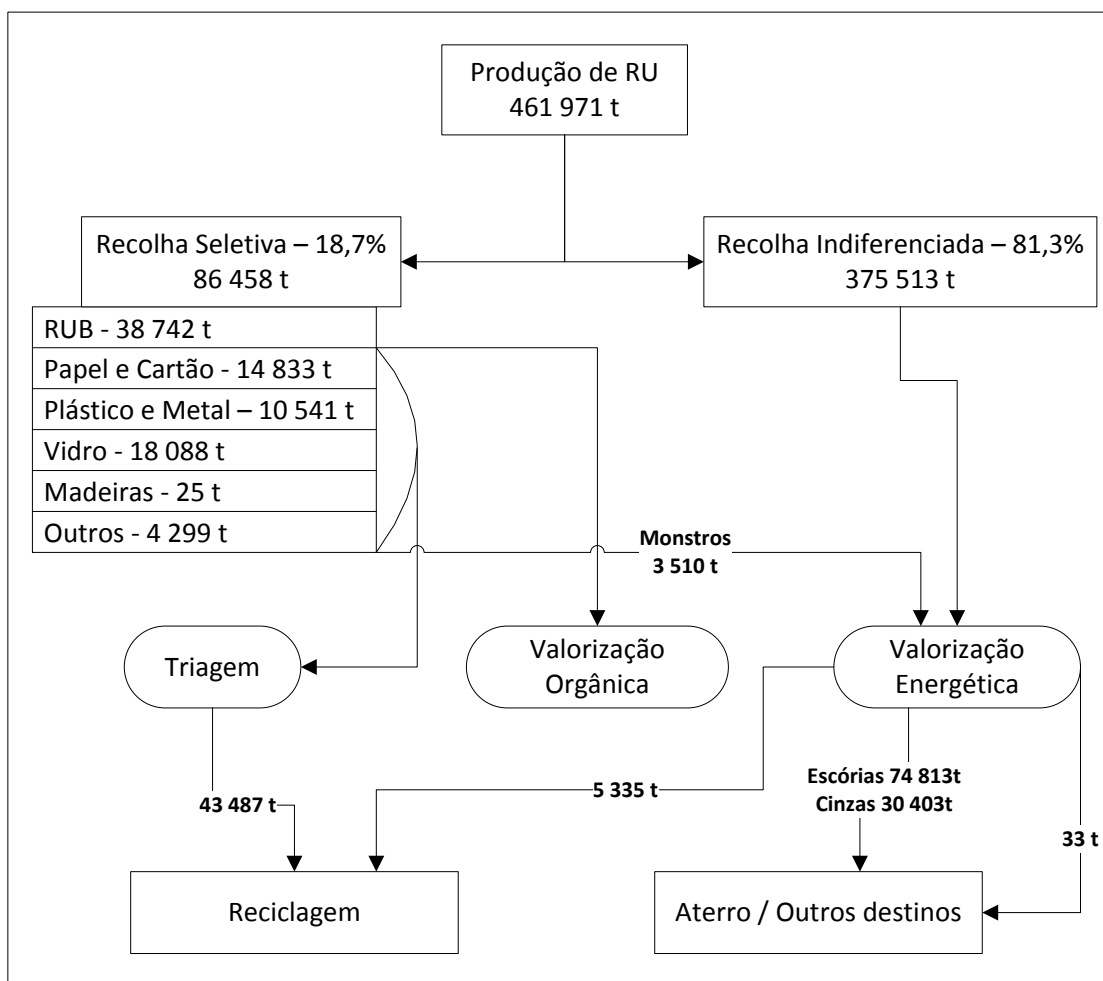 Produção de RU
461 971 t
Recolha Seletiva – 18,7%
86 458 t
Recolha Indiferenciada – 81,3%
375 513 t
RUB - 38 742 t
Papel e Cartão - 14 833 t
Plástico e Metal – 10 541 t
Vidro - 18 088 t
Madeiras - 25 t
Outros - 4 299 t
Monstros
3 510 t
Triagem
Valorização
Orgânica
Valorização
Energética
43 487 t
5 335 t
Escórias 74 813t
Cinzas 30 403t
33 t
Reciclagem
Aterro / Outros destinos